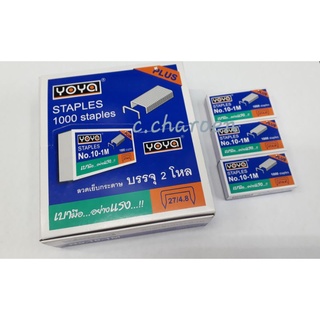 YOYA
PLUS
STAPLES
1000 staples
c.charoen
YOYA
STAPLES
No.10-1M
YOYA
ลวดเย็บกระดาษ บรรจุ 2 โหล
เบามือ...อย่างแรง...!!
27/4.8
YOYA
STAPLES
No.10-1M
YOYA
STAPLES
No.10-1M
YOYA
STAPLES
No.10-1M